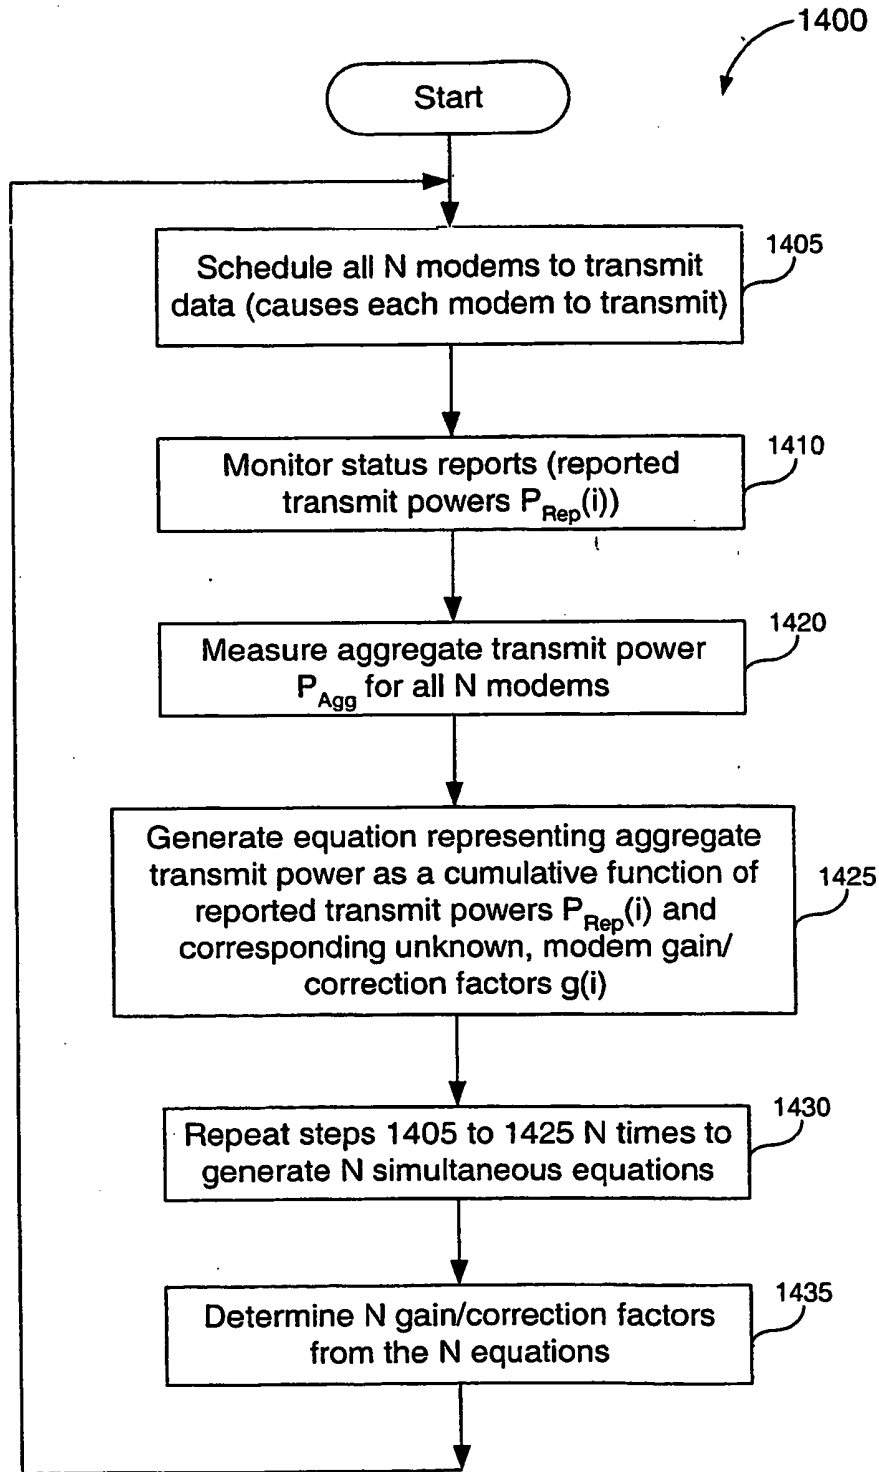 1400
Start
1405
Schedule all N modems to transmit
data (causes each modem to transmit)
1410
Monitor status reports (reported
transmit powers P_Rep(i))
1420
Measure aggregate transmit power
P_Agg for all N modems
1425
Generate equation representing aggregate
transmit power as a cumulative function of
reported transmit powers P_Rep(i) and
corresponding unknown, modem gain/
correction factors g(i)
1430
Repeat steps 1405 to 1425 N times to
generate N simultaneous equations
1435
Determine N gain/correction factors
from the N equations